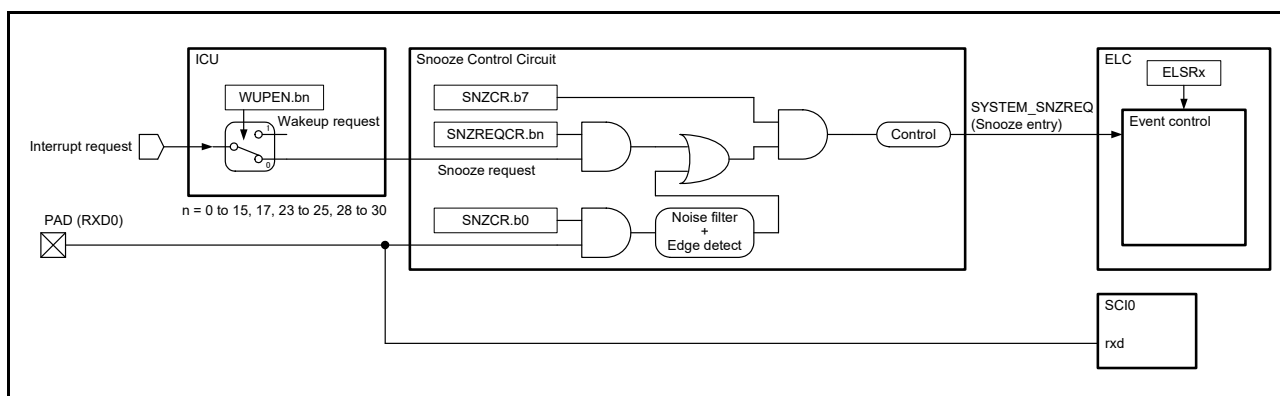 ICU
Snooze Control Circuit
ELC
WUPEN.bn
SNZCR.b7
ELSRx
SYSTEM_SNZREQ
(Snooze entry)
1
Wakeup request
SNZREQCR.bn
Event control
Interrupt request
Control
0
Snooze request
n = 0 to 15, 17, 23 to 25, 28 to 30
PAD (RXD0)
SNZCR.b0
Noise filter
+
Edge detect
SCI0
rxd